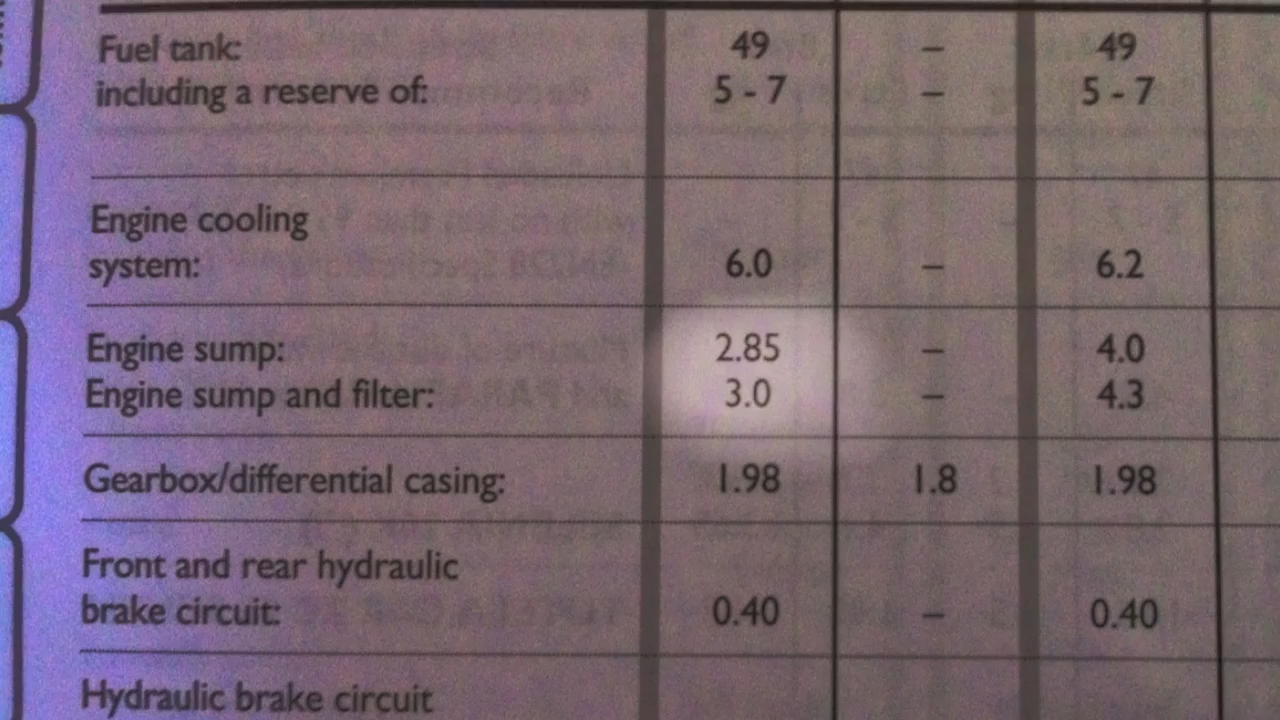 Fuel tank: 49 – 49
including a reserve of: 5 - 7 – 5 - 7
Engine cooling
system: 6.0 – 6.2
Engine sump: 2.85 – 4.0
Engine sump and filter: 3.0 – 4.3
Gearbox/differential casing: 1.98 1.8 1.98
Front and rear hydraulic
brake circuit: 0.40 – 0.40
Hydraulic brake circuit